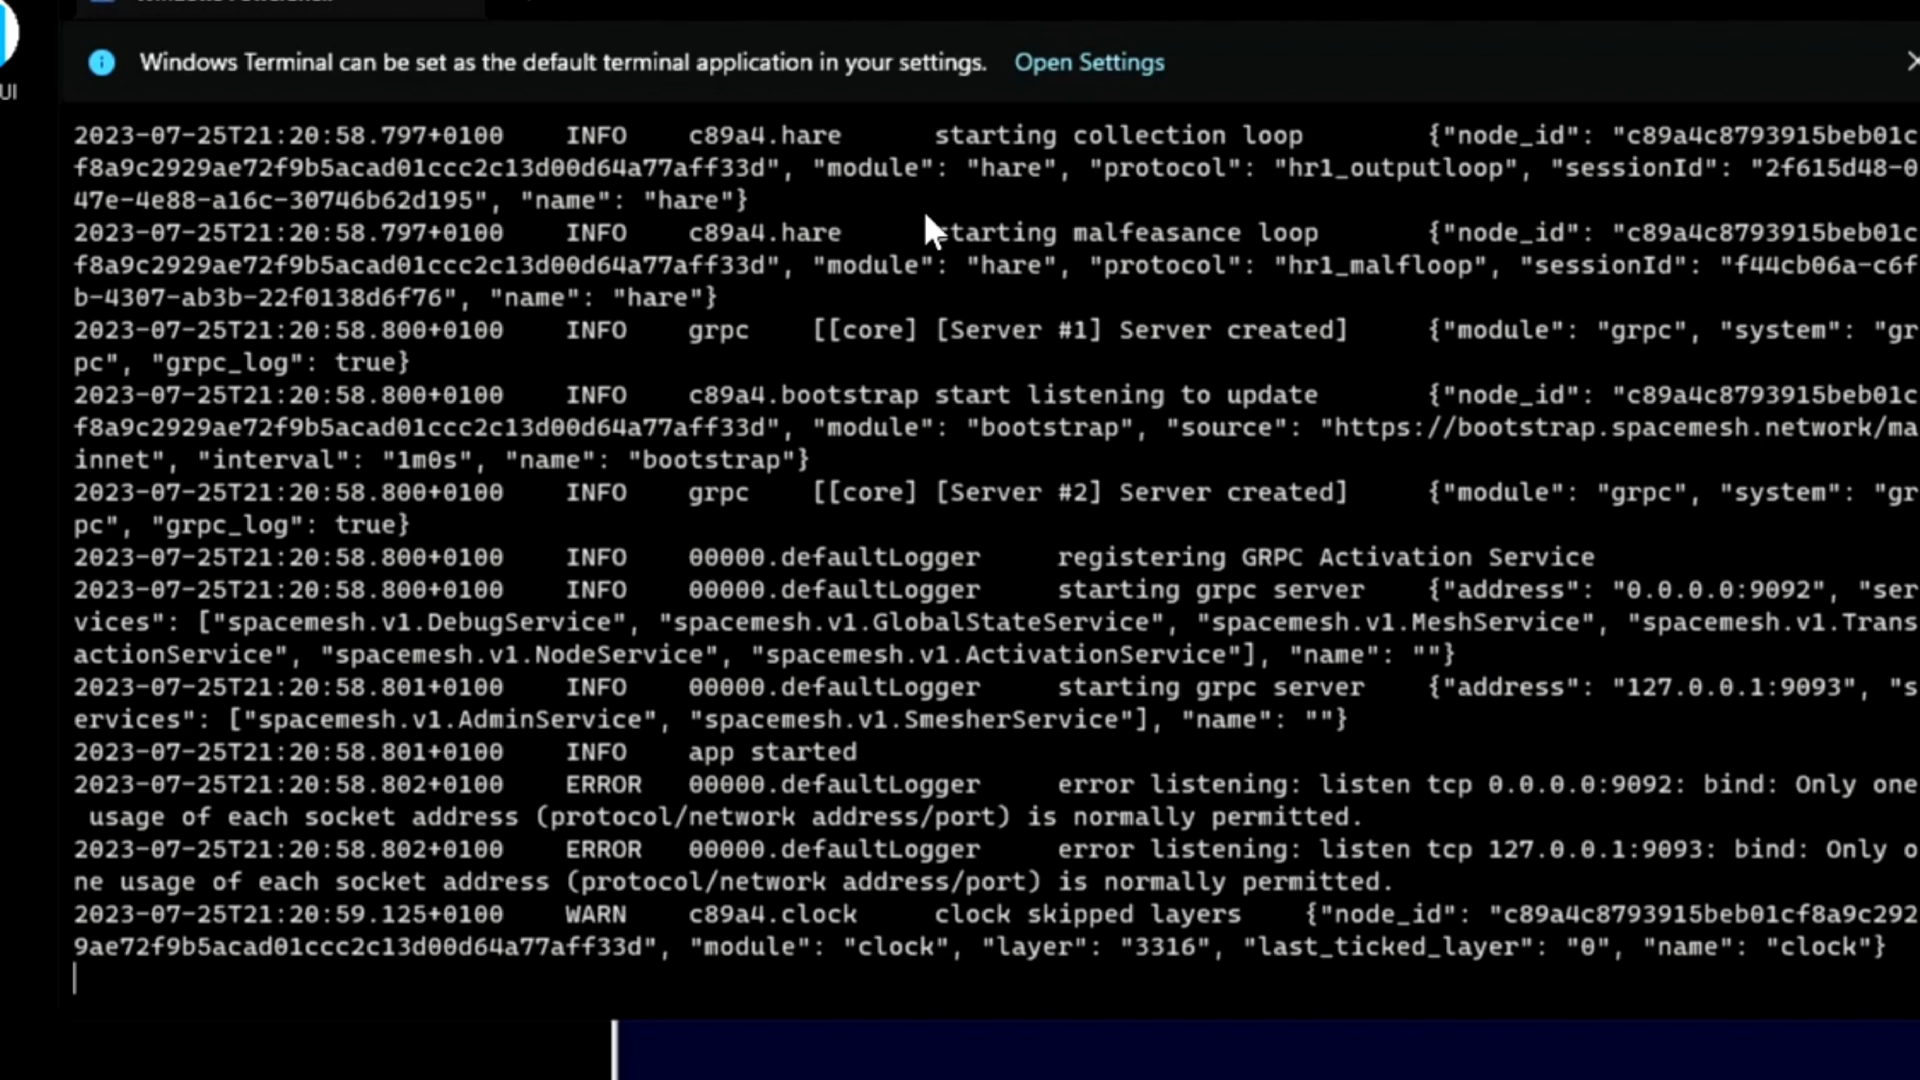 UI
Windows Terminal can be set as the default terminal application in your settings. Open Settings
2023-07-25T21:20:58.797+0100 INFO c89a4.hare starting collection loop {"node_id": "c89a4c8793915beb01c
f8a9c2929ae72f9b5acad01ccc2c13d00d64a77aff33d", "module": "hare", "protocol": "hr1_outputloop", "sessionId": "2f615d48-0
47e-4e88-a16c-30746b62d195", "name": "hare"}
2023-07-25T21:20:58.797+0100 INFO c89a4.hare starting malfeasance loop {"node_id": "c89a4c8793915beb01c
f8a9c2929ae72f9b5acad01ccc2c13d00d64a77aff33d", "module": "hare", "protocol": "hr1_malfloop", "sessionId": "f44cb06a-c6f
b-4307-ab3b-22f0138d6f76", "name": "hare"}
2023-07-25T21:20:58.800+0100 INFO grpc [[core] [Server #1] Server created] {"module": "grpc", "system": "gr
pc", "grpc_log": true}
2023-07-25T21:20:58.800+0100 INFO c89a4.bootstrap start listening to update {"node_id": "c89a4c8793915beb01c
f8a9c2929ae72f9b5acad01ccc2c13d00d64a77aff33d", "module": "bootstrap", "source": "https://bootstrap.spacemesh.network/ma
innet", "interval": "1m0s", "name": "bootstrap"}
2023-07-25T21:20:58.800+0100 INFO grpc [[core] [Server #2] Server created] {"module": "grpc", "system": "gr
pc", "grpc_log": true}
2023-07-25T21:20:58.800+0100 INFO 00000.defaultLogger registering GRPC Activation Service
2023-07-25T21:20:58.800+0100 INFO 00000.defaultLogger starting grpc server {"address": "0.0.0.0:9092", "ser
vices": ["spacemesh.v1.DebugService", "spacemesh.v1.GlobalStateService", "spacemesh.v1.MeshService", "spacemesh.v1.Trans
actionService", "spacemesh.v1.NodeService", "spacemesh.v1.ActivationService"], "name": ""}
2023-07-25T21:20:58.801+0100 INFO 00000.defaultLogger starting grpc server {"address": "127.0.0.1:9093", "s
ervices": ["spacemesh.v1.AdminService", "spacemesh.v1.SmesherService"], "name": ""}
2023-07-25T21:20:58.801+0100 INFO app started
2023-07-25T21:20:58.802+0100 ERROR 00000.defaultLogger error listening: listen tcp 0.0.0.0:9092: bind: Only one
usage of each socket address (protocol/network address/port) is normally permitted.
2023-07-25T21:20:58.802+0100 ERROR 00000.defaultLogger error listening: listen tcp 127.0.0.1:9093: bind: Only o
ne usage of each socket address (protocol/network address/port) is normally permitted.
2023-07-25T21:20:59.125+0100 WARN c89a4.clock clock skipped layers {"node_id": "c89a4c8793915beb01cf8a9c292
9ae72f9b5acad01ccc2c13d00d64a77aff33d", "module": "clock", "layer": "3316", "last_ticked_layer": "0", "name": "clock"}